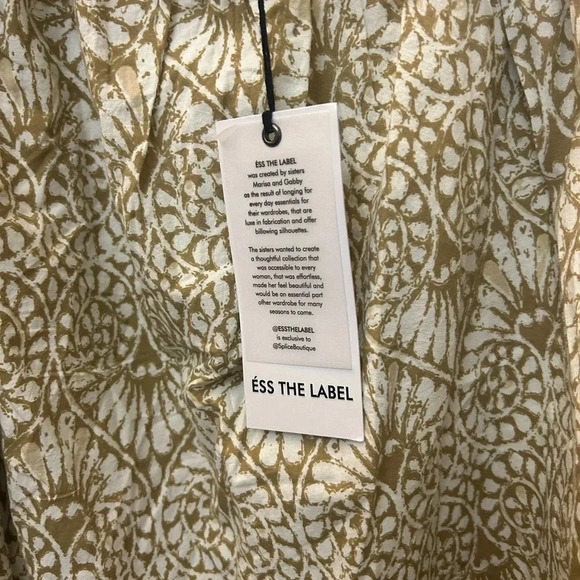 ÉSS THE LABEL
was created by sisters
Marisa and Gabby
as the result of longing for
every day essentials for
their wardrobes, that are
luxe in fabrication and offer
billowing silhouettes.
The sisters wanted to create
a thoughtful collection that
was accessible to every
woman, that was effortless,
made her feel beautiful and
would be an essential part
other wardrobe for many
seasons to come.
@ESSTHELABEL
is exclusive to
@SpliceBoutique
ÉSS THE LABEL